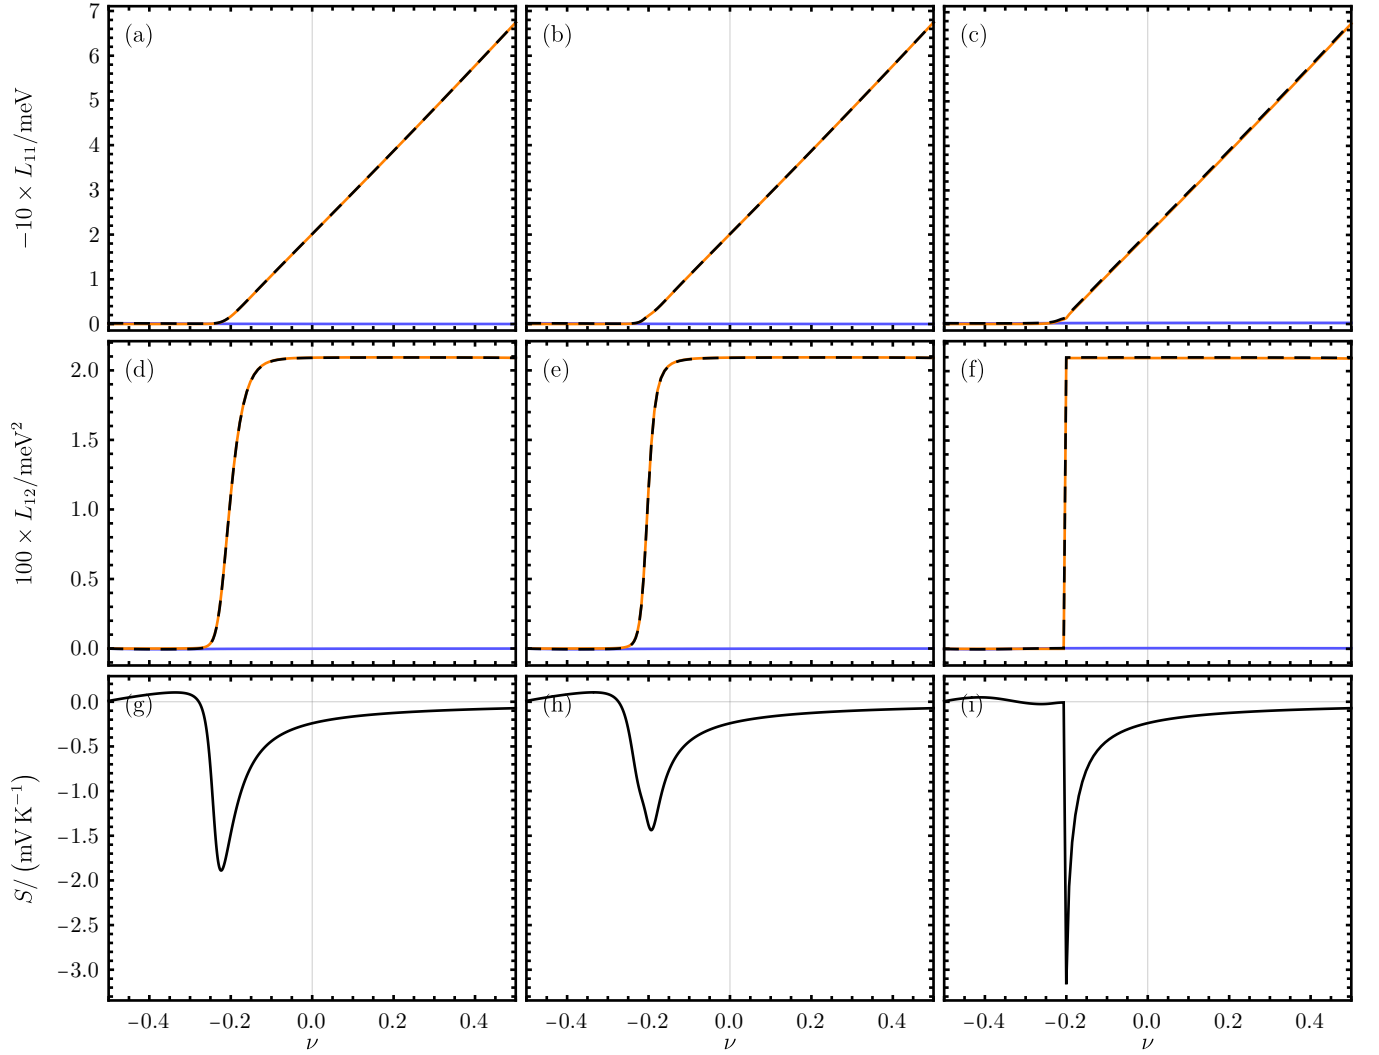 (a)
(b)
(c)
7
6
5
4
3
2
1
0
−10 × L₁₁/meV
(d)
(e)
(f)
2.0
1.5
1.0
0.5
0.0
100 × L₁₂/meV²
(g)
(h)
(i)
0.0
−0.5
−1.0
−1.5
−2.0
−2.5
−3.0
S/ (mV K⁻¹)
−0.4 −0.2 0.0 0.2 0.4
−0.4 −0.2 0.0 0.2 0.4
−0.4 −0.2 0.0 0.2 0.4
ν
ν
ν